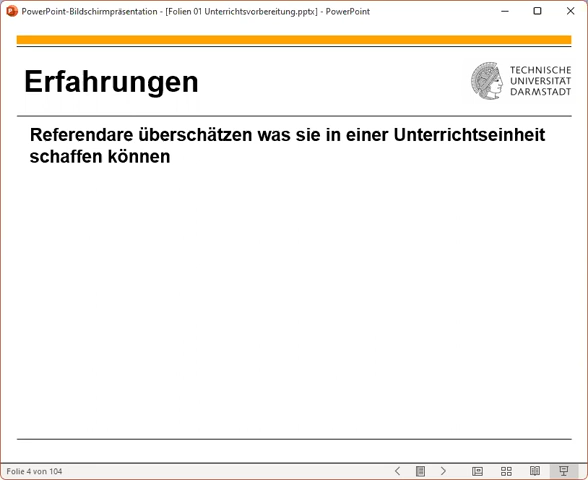 PowerPoint-Bildschirmpräsentation - [Folien 01 Unterrichtsvorbereitung.pptx] - PowerPoint
Erfahrungen
TECHNISCHE
UNIVERSITÄT
DARMSTADT
Referendare überschätzen was sie in einer Unterrichtseinheit
schaffen können
Folie 4 von 104